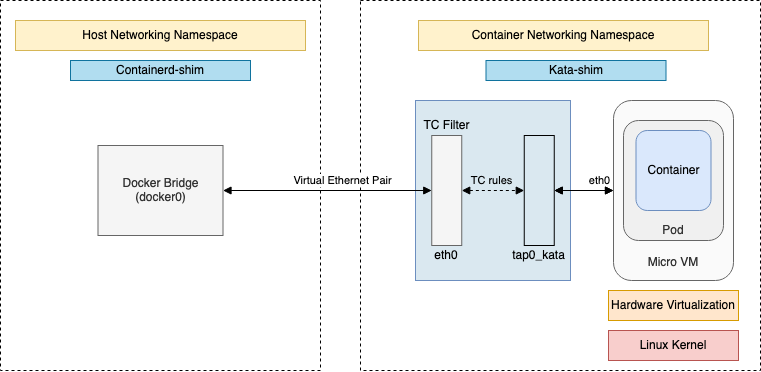 Host Networking Namespace
Containerd-shim
Docker Bridge
(docker0)
Virtual Ethernet Pair
Container Networking Namespace
Kata-shim
TC Filter
TC rules
eth0
tap0_kata
eth0
Container
Pod
Micro VM
Hardware Virtualization
Linux Kernel